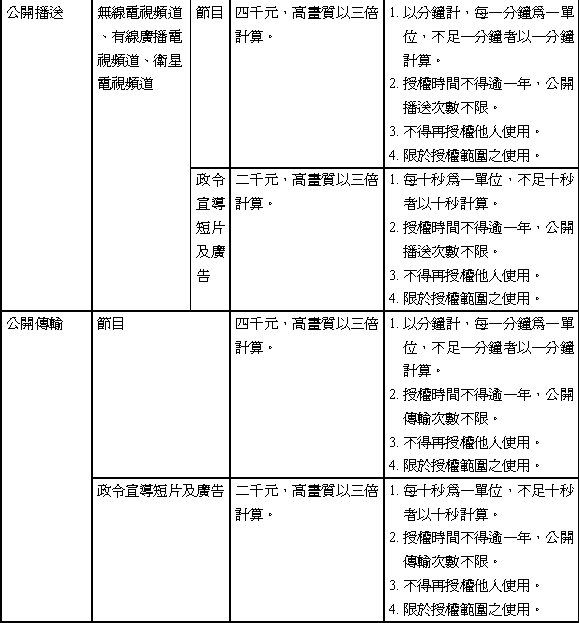 公開播送
無線電視頻道
、有線廣播電
視頻道、衛星
電視頻道
節目
四千元，高畫質以三倍
計算。
1. 以分鐘計，每一分鐘為一單
位，不足一分鐘者以一分鐘
計算。
2. 授權時間不得逾一年，公開
播送次數不限。
3. 不得再授權他人使用。
4. 限於授權範圍之使用。
政令
宣導
短片
及廣
告
二千元，高畫質以三倍
計算。
1. 每十秒為一單位，不足十秒
者以十秒計算。
2. 授權時間不得逾一年，公開
播送次數不限。
3. 不得再授權他人使用。
4. 限於授權範圍之使用。
公開傳輸
節目
四千元，高畫質以三倍
計算。
1. 以分鐘計，每一分鐘為一單
位，不足一分鐘者以一分鐘
計算。
2. 授權時間不得逾一年，公開
傳輸次數不限。
3. 不得再授權他人使用。
4. 限於授權範圍之使用。
政令宣導短片及廣告
二千元，高畫質以三倍
計算。
1. 每十秒為一單位，不足十秒
者以十秒計算。
2. 授權時間不得逾一年，公開
傳輸次數不限。
3. 不得再授權他人使用。
4. 限於授權範圍之使用。